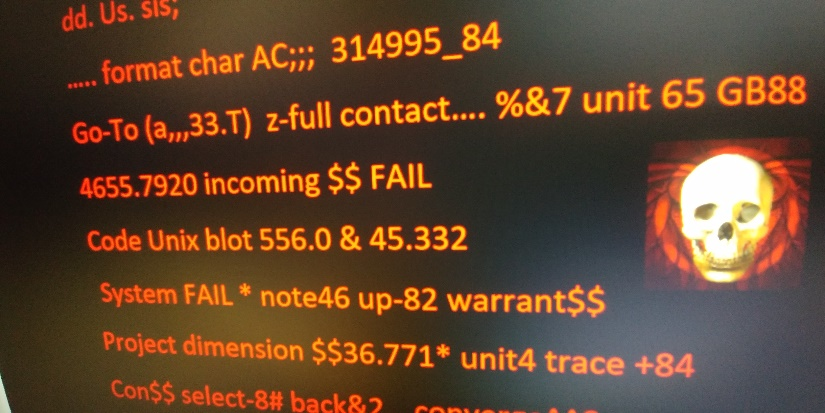 dd. Us. sis;
..... format char AC;;; 314995_84
Go-To (a,,,33.T) z-full contact.... %&7 unit 65 GB88
4655.7920 incoming $$ FAIL
Code Unix blot 556.0 & 45.332
System FAIL * note46 up-82 warrant$$
Project dimension $$36.771* unit4 trace +84
Con$$ select-8# back&2